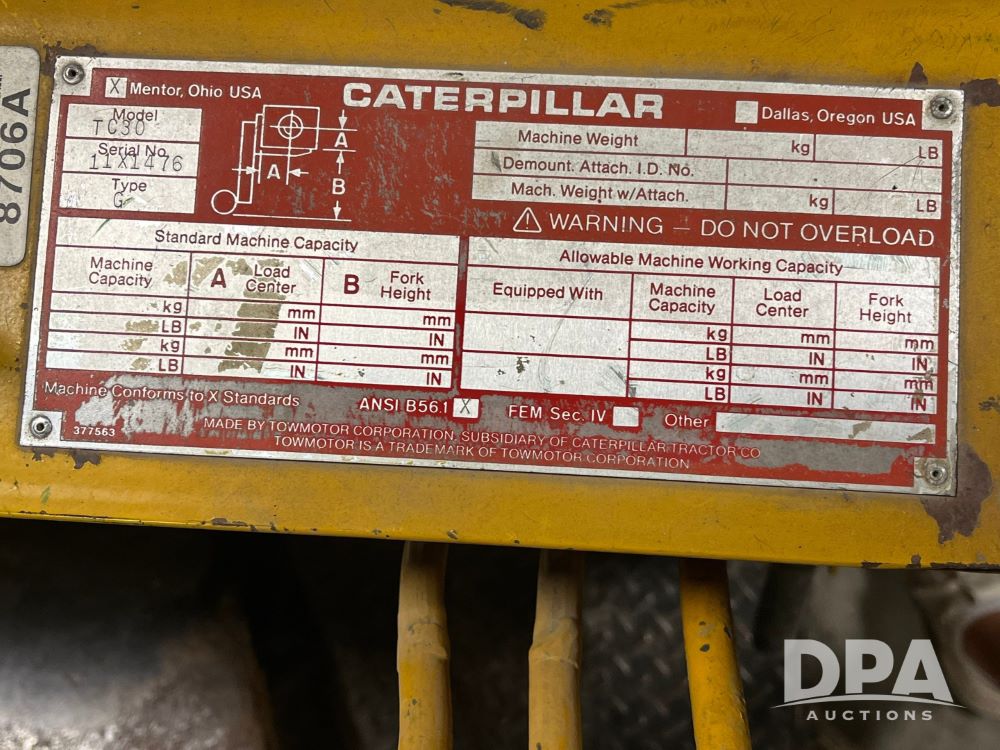 8706A
X Mentor, Ohio USA
CATERPILLAR
Dallas, Oregon USA
Model
TC30
Serial No.
11X1476
Type
G
A
A
B
Machine Weight kg LB
Demount. Attach. I.D. No.
Mach. Weight w/Attach. kg LB
⚠ WARNING — DO NOT OVERLOAD
Standard Machine Capacity
Machine Capacity A Load Center B Fork Height
kg mm mm
LB IN IN
kg mm mm
LB IN IN
Allowable Machine Working Capacity
Equipped With Machine Capacity Load Center Fork Height
kg mm mm
LB IN IN
kg mm mm
LB IN IN
Machine Conforms to X Standards ANSI B56.1 X FEM Sec. IV Other
377563
MADE BY TOWMOTOR CORPORATION, SUBSIDIARY OF CATERPILLAR TRACTOR CO
TOWMOTOR IS A TRADEMARK OF TOWMOTOR CORPORATION
DPA
AUCTIONS